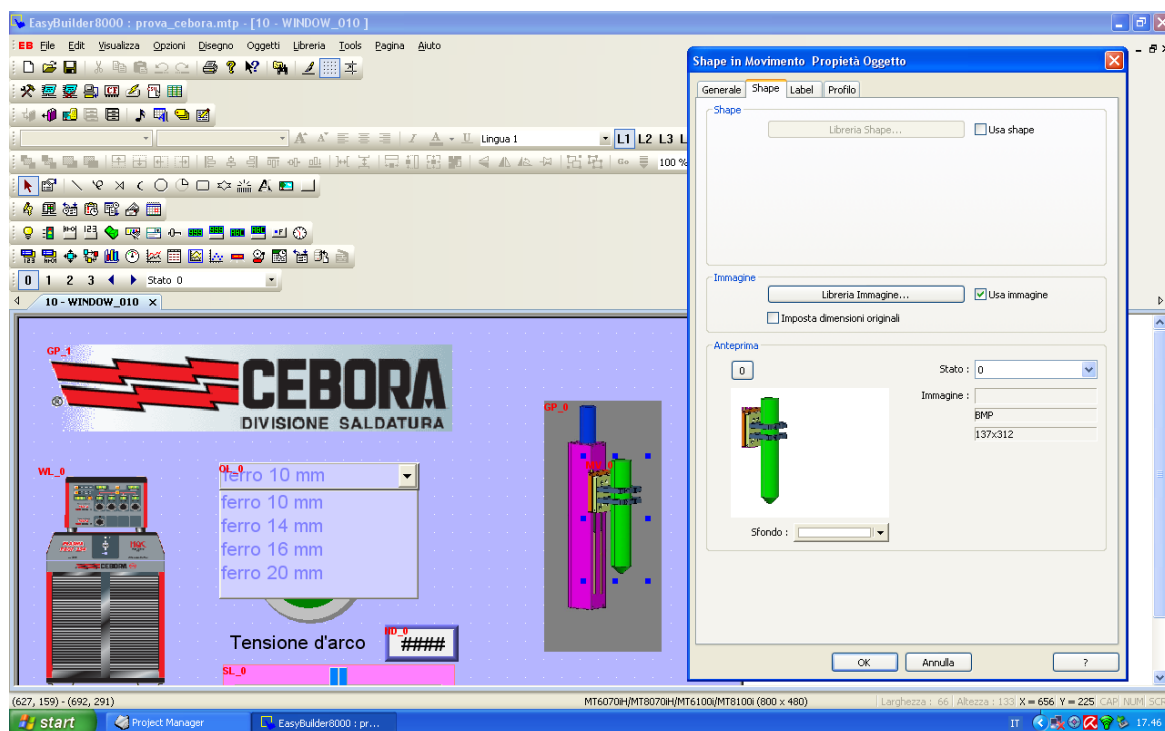 EasyBuilder8000 : prova_cebora.mtp - [10 - WINDOW_010 ]
EB File Edit Visualizza Opzioni Disegno Oggetti Libreria Tools Pagina Aiuto
Lingua 1
L1 L2 L3 L
100 %
0 1 2 3 Stato 0
10 - WINDOW_010
GP_1
CEBORA
DIVISIONE SALDATURA
®
WL_0
OL_0
ferro 10 mm
ferro 10 mm
ferro 14 mm
ferro 16 mm
ferro 20 mm
Tensione d'arco
ND_0
####
SL_0
GP_0
Shape in Movimento Propietà Oggetto
Generale Shape Label Profilo
Shape
Libreria Shape...
Usa shape
Immagine
Libreria Immagine...
Usa immagine
Imposta dimensioni originali
Anteprima
0
Stato : 0
Immagine :
BMP
137x312
Sfondo :
OK Annulla ?
(627, 159) - (692, 291)
MT6070iH/MT8070iH/MT6100i/MT8100i (800 x 480)
Larghezza : 66 Altezza : 133 X = 656 Y = 225 CAP NUM SCR
start
Project Manager
EasyBuilder8000 : pr...
IT
17.46